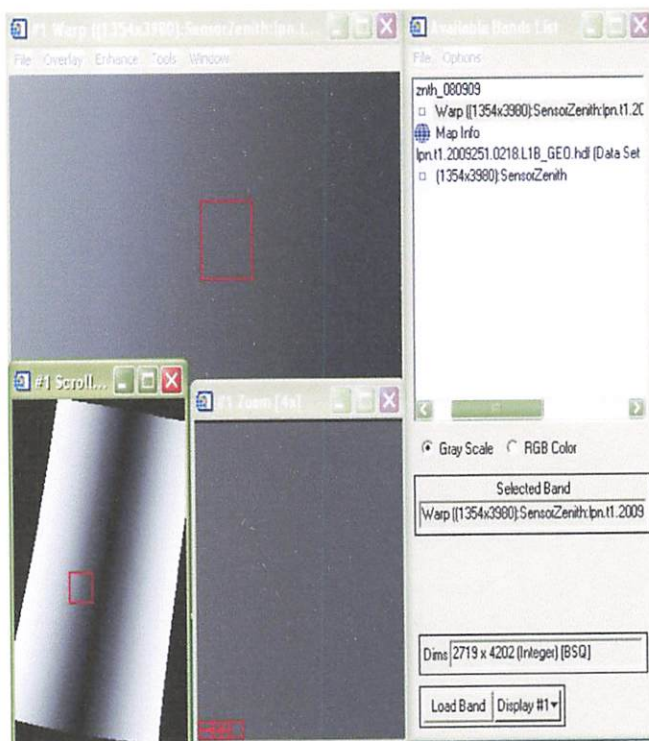 #1 Warp ((1354x3980):SensorZenith:lpn.t...
File Overlay Enhance Tools Window
#1 Scroll...
#1 Zoom [4x]
Available Bands List
File Options
znth_080909
Warp ((1354x3980):SensorZenith:lpn.t1.20
Map Info
lpn.t1.2009251.0218.L1B_GEO.hdf (Data Set
(1354x3980):SensorZenith
Gray Scale RGB Color
Selected Band
Warp ((1354x3980):SensorZenith:lpn.t1.2009
Dims 2719 x 4202 (Integer) [BSQ]
Load Band Display #1